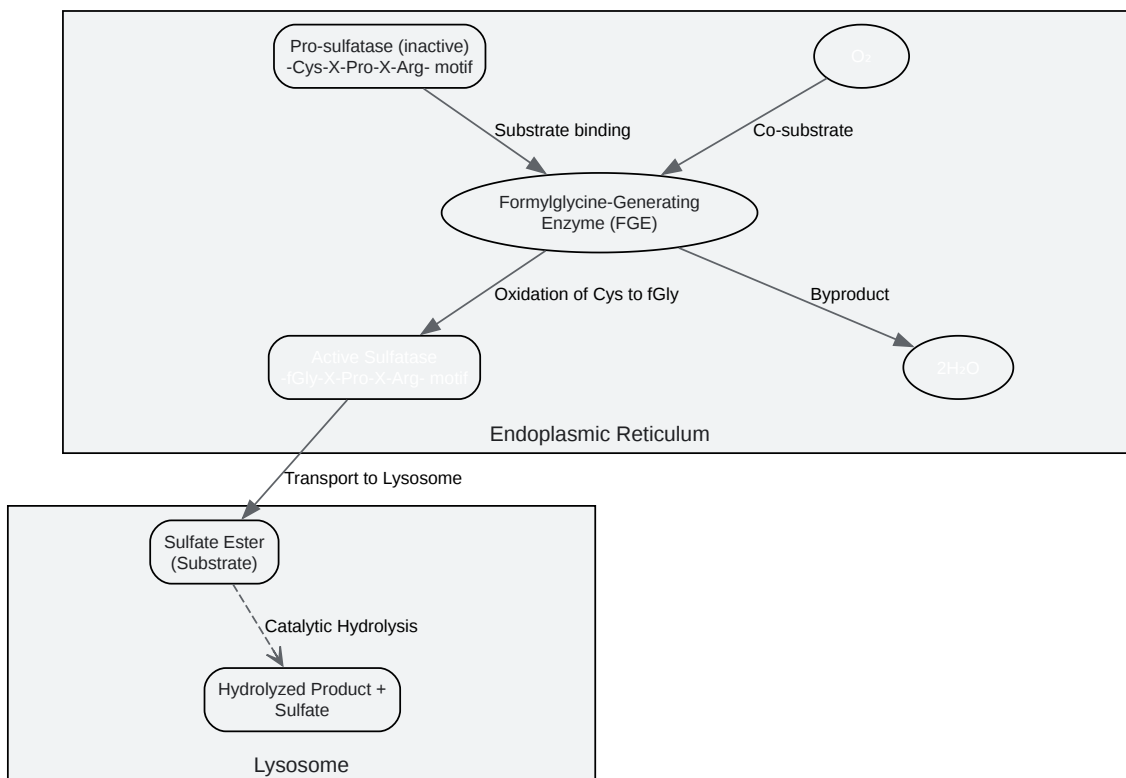 Pro-sulfatase (inactive)
-Cys-X-Pro-X-Arg- motif
O₂
Substrate binding
Co-substrate
Formylglycine-Generating
Enzyme (FGE)
Oxidation of Cys to fGly
Byproduct
Active Sulfatase
-fGly-X-Pro-X-Arg- motif
2H₂O
Endoplasmic Reticulum
Transport to Lysosome
Sulfate Ester
(Substrate)
Catalytic Hydrolysis
Hydrolyzed Product +
Sulfate
Lysosome